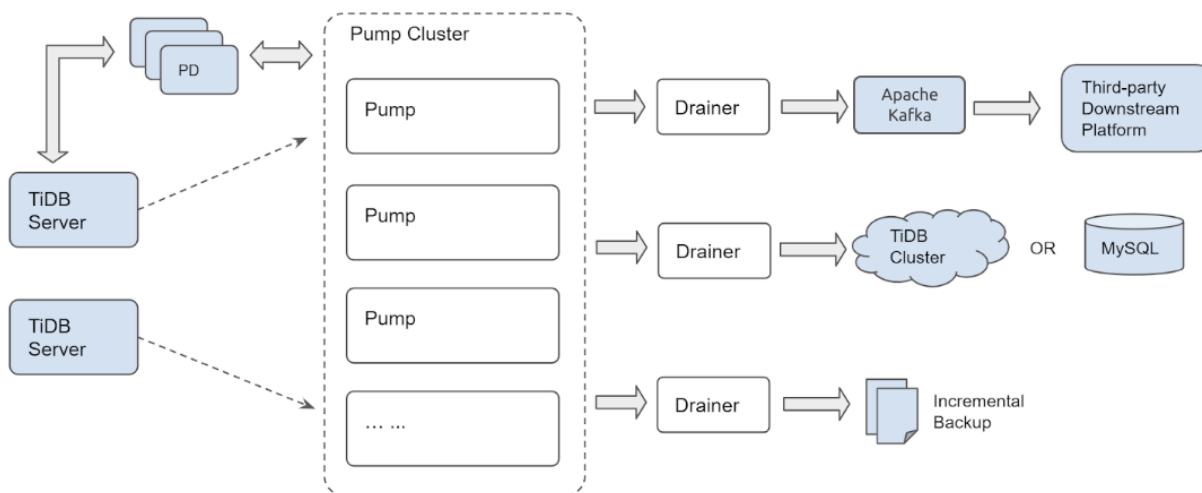 PD
Pump Cluster
Pump
Drainer
Apache
Kafka
Third-party
Downstream
Platform
TiDB
Server
Pump
Drainer
TiDB
Cluster
OR
MySQL
TiDB
Server
Pump
Drainer
Incremental
Backup
... ...